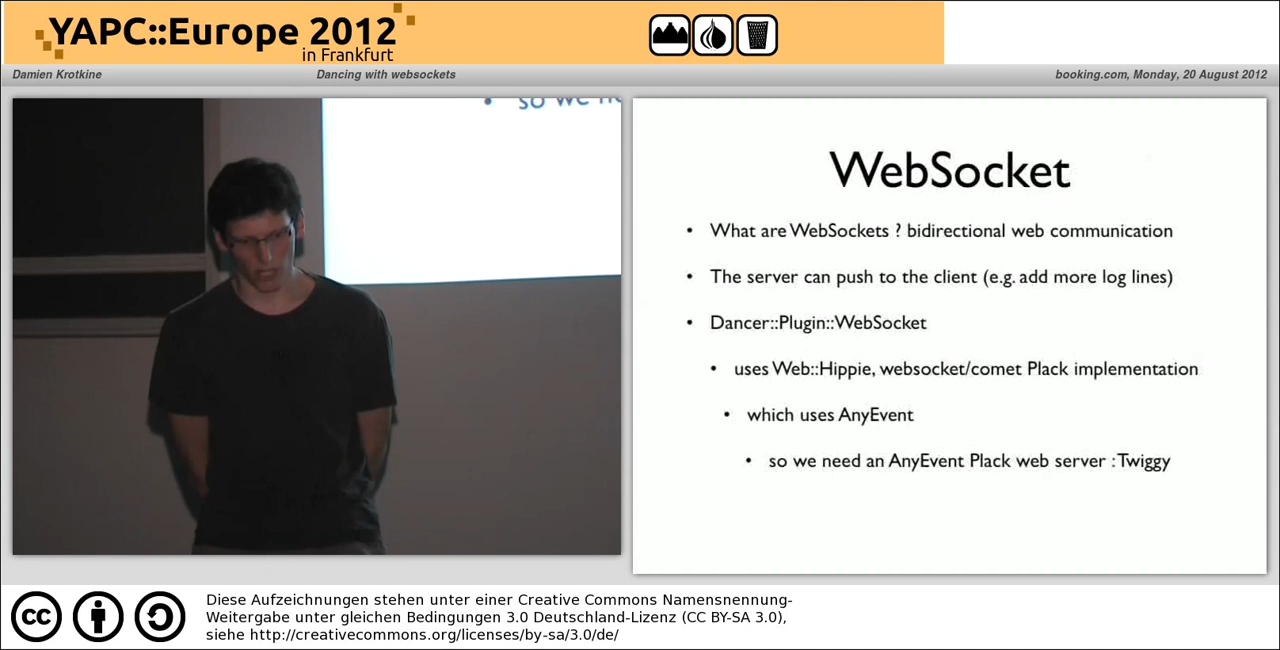 YAPC::Europe 2012
in Frankfurt
Damien Krotkine
Dancing with websockets
booking.com, Monday, 20 August 2012
so we
WebSocket
• What are WebSockets ? bidirectional web communication
• The server can push to the client (e.g. add more log lines)
• Dancer::Plugin::WebSocket
• uses Web::Hippie, websocket/comet Plack implementation
• which uses AnyEvent
• so we need an AnyEvent Plack web server : Twiggy
cc
Diese Aufzeichnungen stehen unter einer Creative Commons Namensnennung-
Weitergabe unter gleichen Bedingungen 3.0 Deutschland-Lizenz (CC BY-SA 3.0),
siehe http://creativecommons.org/licenses/by-sa/3.0/de/